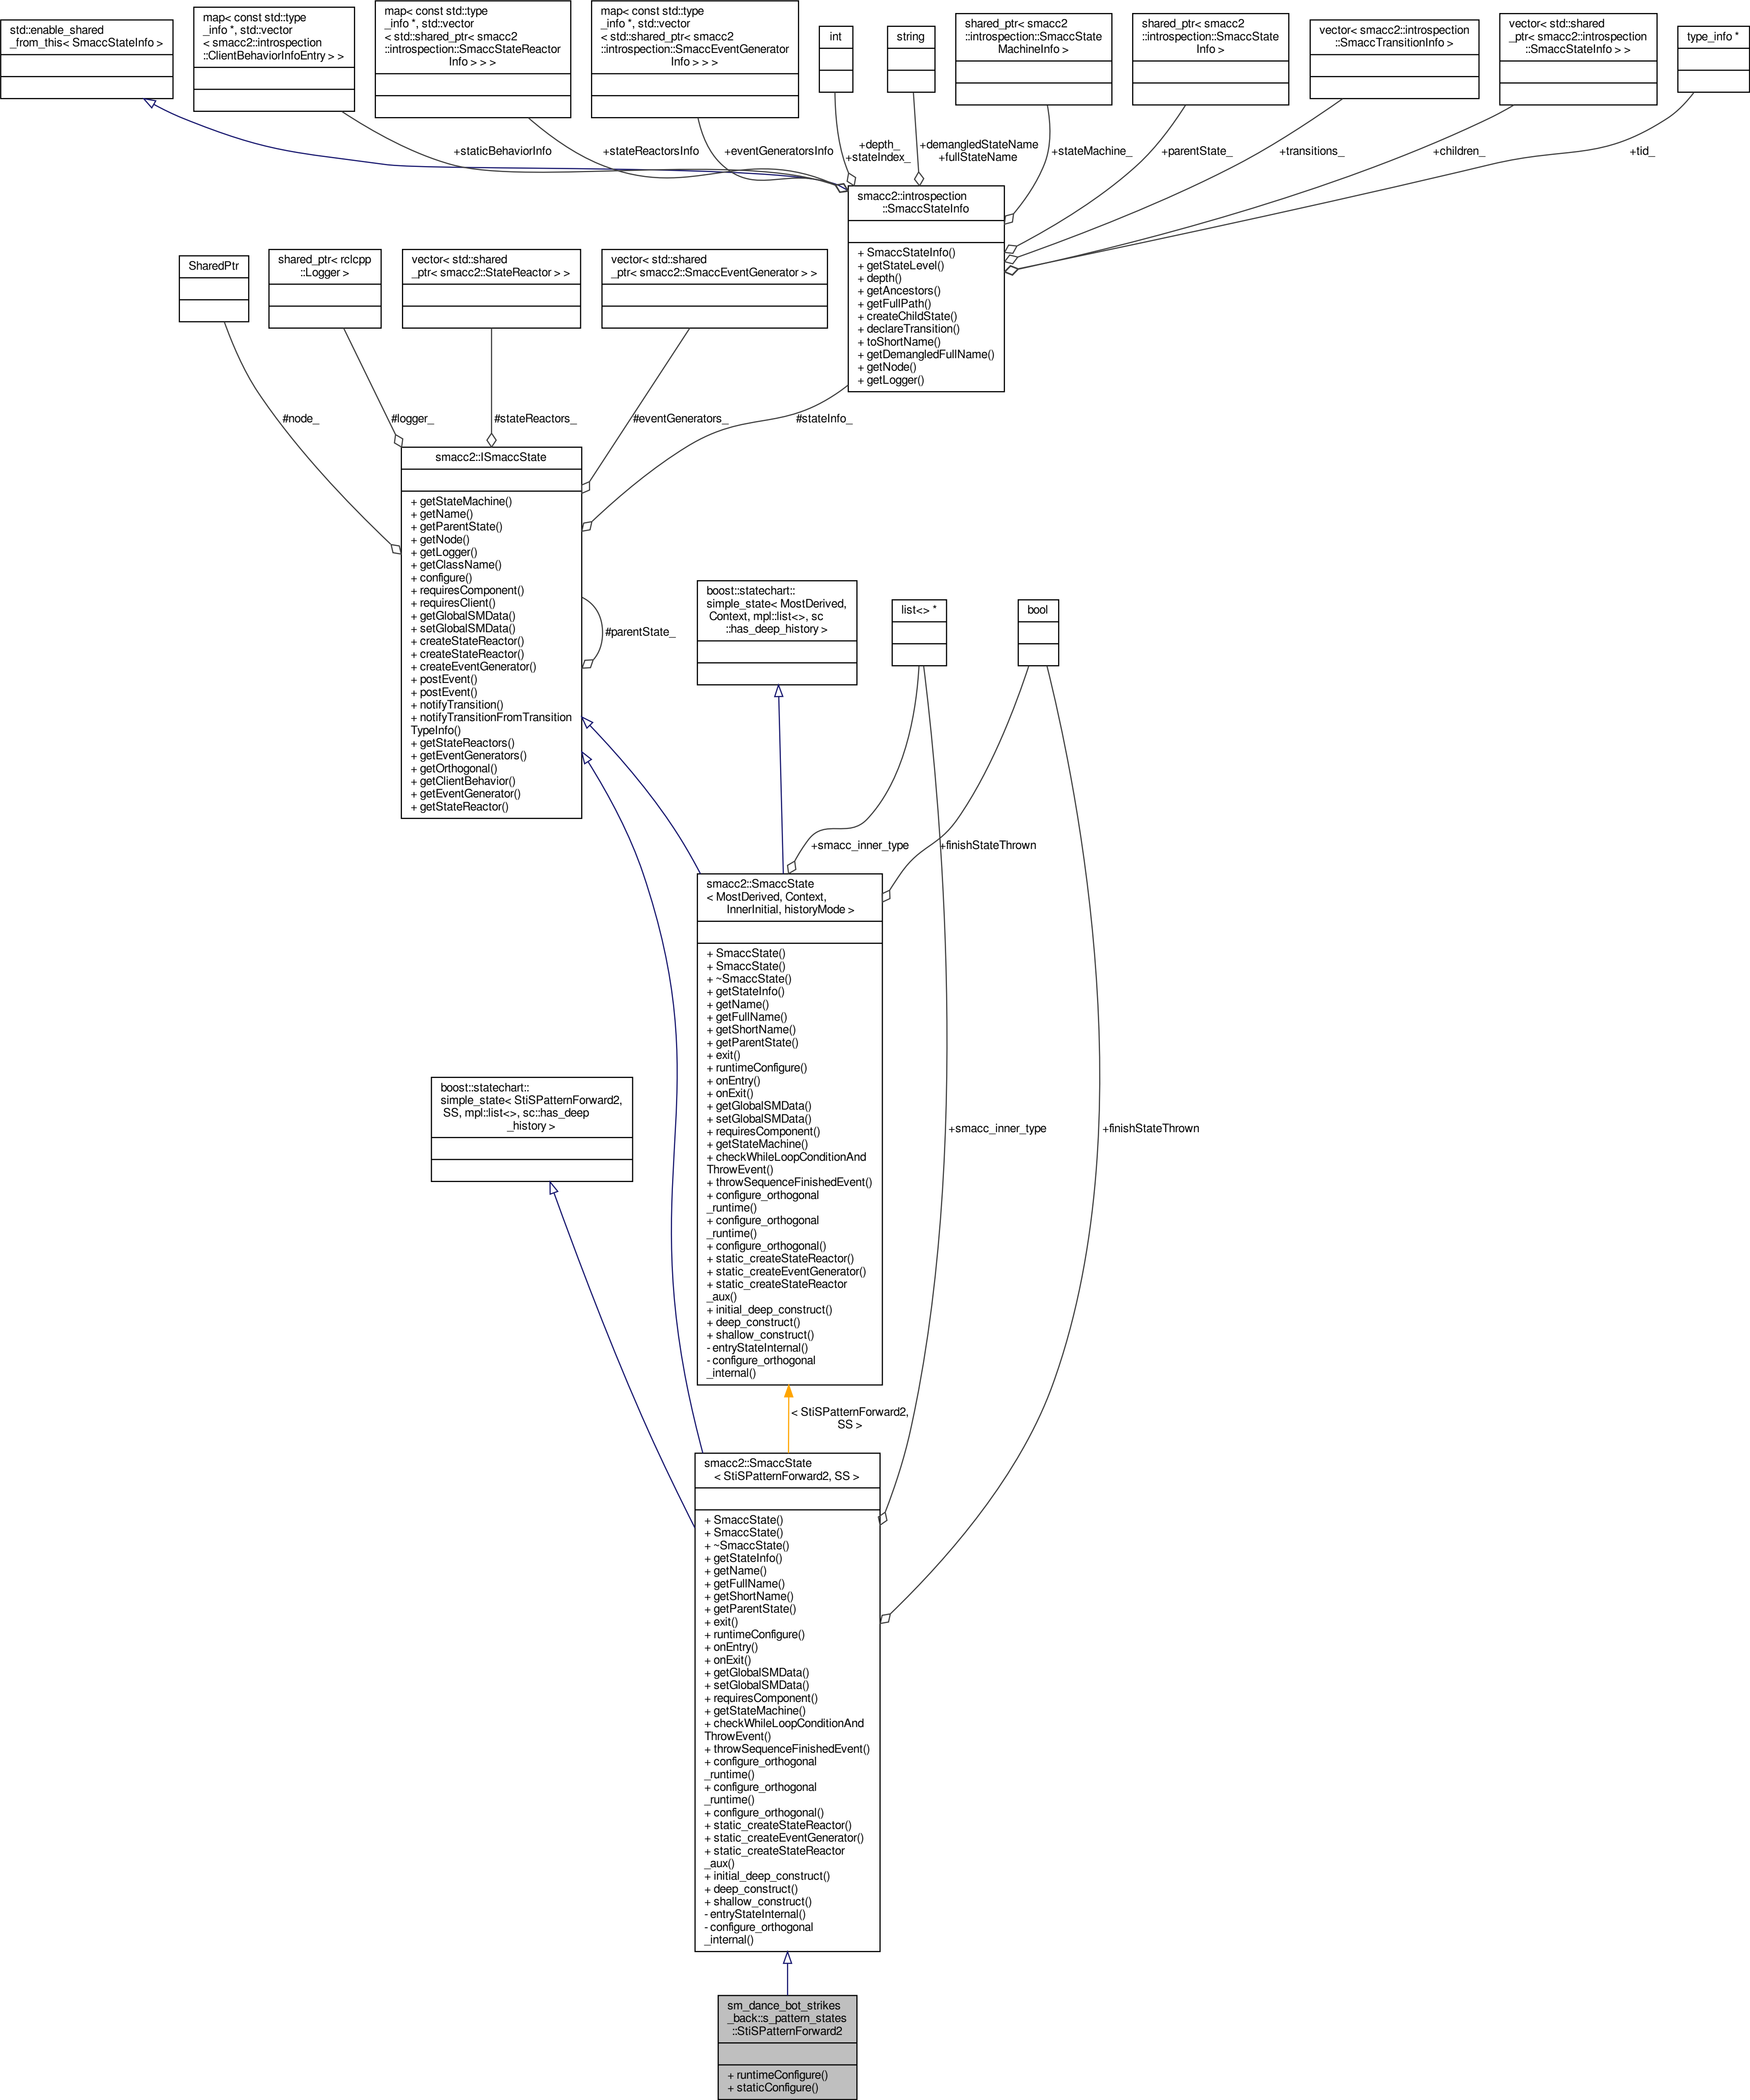 std::enable_shared
_from_this< SmaccStateInfo >
map< const std::type
_info *, std::vector
< smacc2::introspection
::ClientBehaviorInfoEntry > >
map< const std::type
_info *, std::vector
< std::shared_ptr< smacc2
::introspection::SmaccStateReactor
Info > > >
map< const std::type
_info *, std::vector
< std::shared_ptr< smacc2
::introspection::SmaccEventGenerator
Info > > >
int
string
shared_ptr< smacc2
::introspection::SmaccState
MachineInfo >
shared_ptr< smacc2
::introspection::SmaccState
Info >
vector< smacc2::introspection
::SmaccTransitionInfo >
vector< std::shared
_ptr< smacc2::introspection
::SmaccStateInfo > >
type_info *
+staticBehaviorInfo
+stateReactorsInfo
+eventGeneratorsInfo
+depth_
+stateIndex_
+demangledStateName
+fullStateName
+stateMachine_
+parentState_
+transitions_
+children_
+tid_
smacc2::introspection
::SmaccStateInfo
+ SmaccStateInfo()
+ getStateLevel()
+ depth()
+ getAncestors()
+ getFullPath()
+ createChildState()
+ declareTransition()
+ toShortName()
+ getDemangledFullName()
+ getNode()
+ getLogger()
SharedPtr
shared_ptr< rclcpp
::Logger >
vector< std::shared
_ptr< smacc2::StateReactor > >
vector< std::shared
_ptr< smacc2::SmaccEventGenerator > >
#node_
#logger_
#stateReactors_
#eventGenerators_
#stateInfo_
smacc2::ISmaccState
+ getStateMachine()
+ getName()
+ getParentState()
+ getNode()
+ getLogger()
+ getClassName()
+ configure()
+ requiresComponent()
+ requiresClient()
+ getGlobalSMData()
+ setGlobalSMData()
+ createStateReactor()
+ createStateReactor()
+ createEventGenerator()
+ postEvent()
+ postEvent()
+ notifyTransition()
+ notifyTransitionFromTransition
TypeInfo()
+ getStateReactors()
+ getEventGenerators()
+ getOrthogonal()
+ getClientBehavior()
+ getEventGenerator()
+ getStateReactor()
#parentState_
boost::statechart::
simple_state< MostDerived,
Context, mpl::list<>, sc
::has_deep_history >
list<> *
bool
+smacc_inner_type
+finishStateThrown
smacc2::SmaccState
< MostDerived, Context,
InnerInitial, historyMode >
+ SmaccState()
+ SmaccState()
+ ~SmaccState()
+ getStateInfo()
+ getName()
+ getFullName()
+ getShortName()
+ getParentState()
+ exit()
+ runtimeConfigure()
+ onEntry()
+ onExit()
+ getGlobalSMData()
+ setGlobalSMData()
+ requiresComponent()
+ getStateMachine()
+ checkWhileLoopConditionAnd
ThrowEvent()
+ throwSequenceFinishedEvent()
+ configure_orthogonal
_runtime()
+ configure_orthogonal
_runtime()
+ configure_orthogonal()
+ static_createStateReactor()
+ static_createEventGenerator()
+ static_createStateReactor
_aux()
+ initial_deep_construct()
+ deep_construct()
+ shallow_construct()
- entryStateInternal()
- configure_orthogonal
_internal()
boost::statechart::
simple_state< StiSPatternForward2,
SS, mpl::list<>, sc::has_deep
_history >
+smacc_inner_type
+finishStateThrown
< StiSPatternForward2,
SS >
smacc2::SmaccState
< StiSPatternForward2, SS >
+ SmaccState()
+ SmaccState()
+ ~SmaccState()
+ getStateInfo()
+ getName()
+ getFullName()
+ getShortName()
+ getParentState()
+ exit()
+ runtimeConfigure()
+ onEntry()
+ onExit()
+ getGlobalSMData()
+ setGlobalSMData()
+ requiresComponent()
+ getStateMachine()
+ checkWhileLoopConditionAnd
ThrowEvent()
+ throwSequenceFinishedEvent()
+ configure_orthogonal
_runtime()
+ configure_orthogonal
_runtime()
+ configure_orthogonal()
+ static_createStateReactor()
+ static_createEventGenerator()
+ static_createStateReactor
_aux()
+ initial_deep_construct()
+ deep_construct()
+ shallow_construct()
- entryStateInternal()
- configure_orthogonal
_internal()
sm_dance_bot_strikes
_back::s_pattern_states
::StiSPatternForward2
+ runtimeConfigure()
+ staticConfigure()